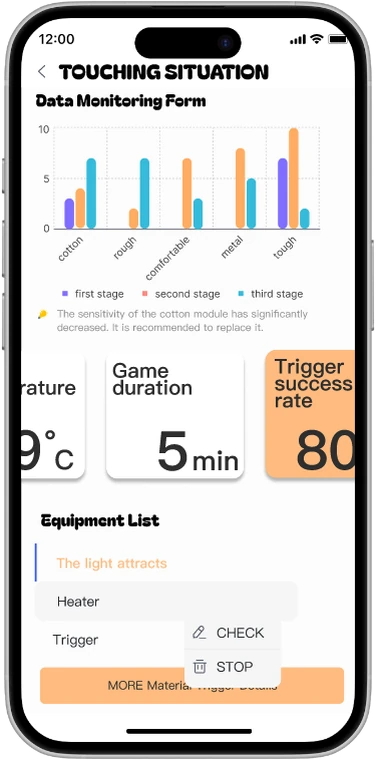 12:00
TOUCHING SITUATION
Data Monitoring Form
10
5
0
cotton
rough
comfortable
metal
tough
first stage
second stage
third stage
The sensitivity of the cotton module has significantly
decreased. It is recommended to replace it.
rature
9°C
Game
duration
5 min
Trigger
success
rate
80
Equipment List
The light attracts
Heater
Trigger
CHECK
STOP
MORE Material Trigger Details